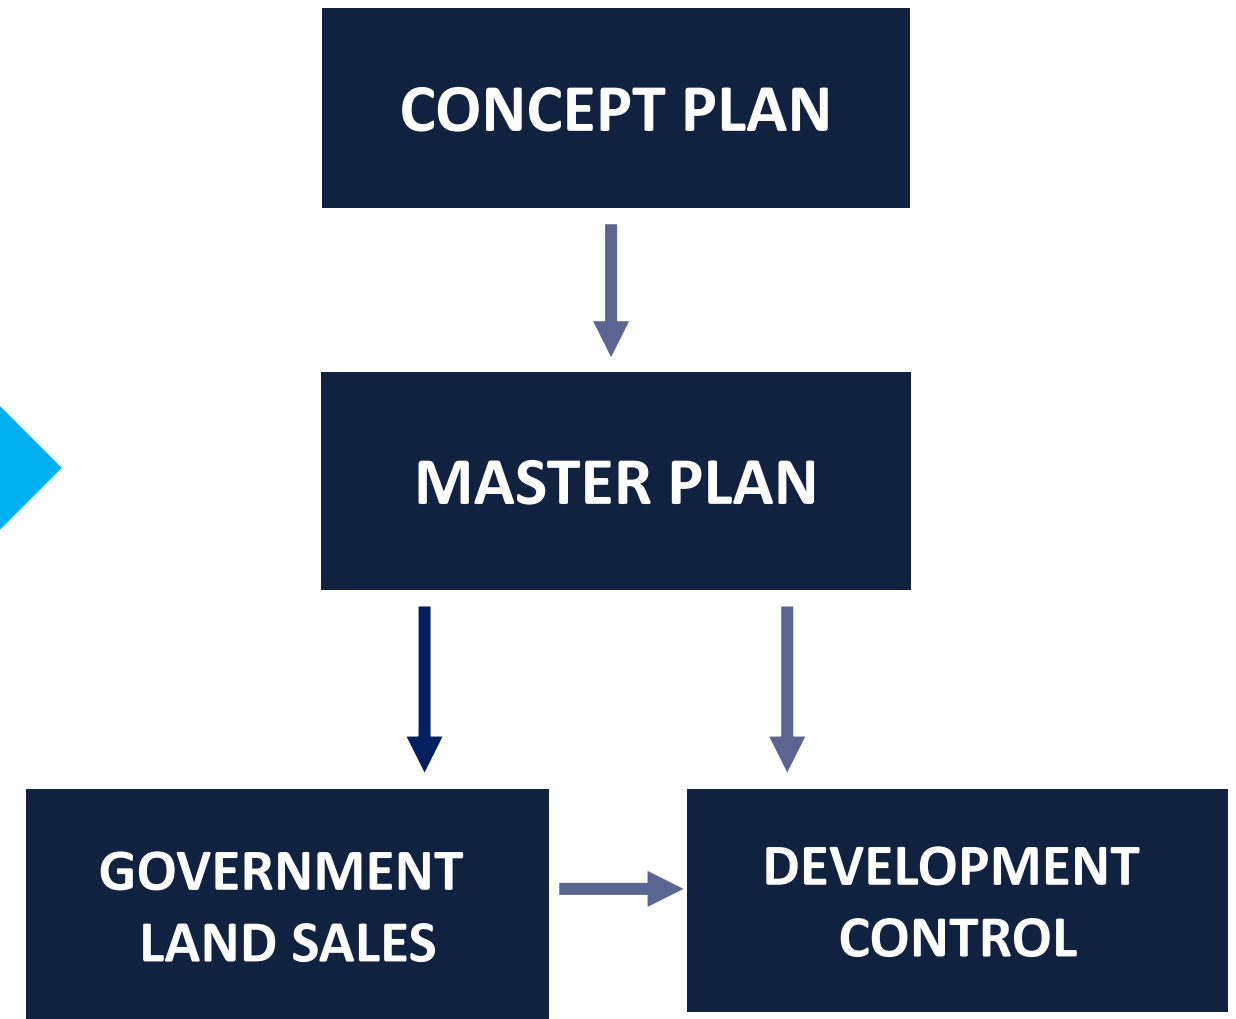 CONCEPT PLAN
MASTER PLAN
GOVERNMENT
LAND SALES
DEVELOPMENT
CONTROL